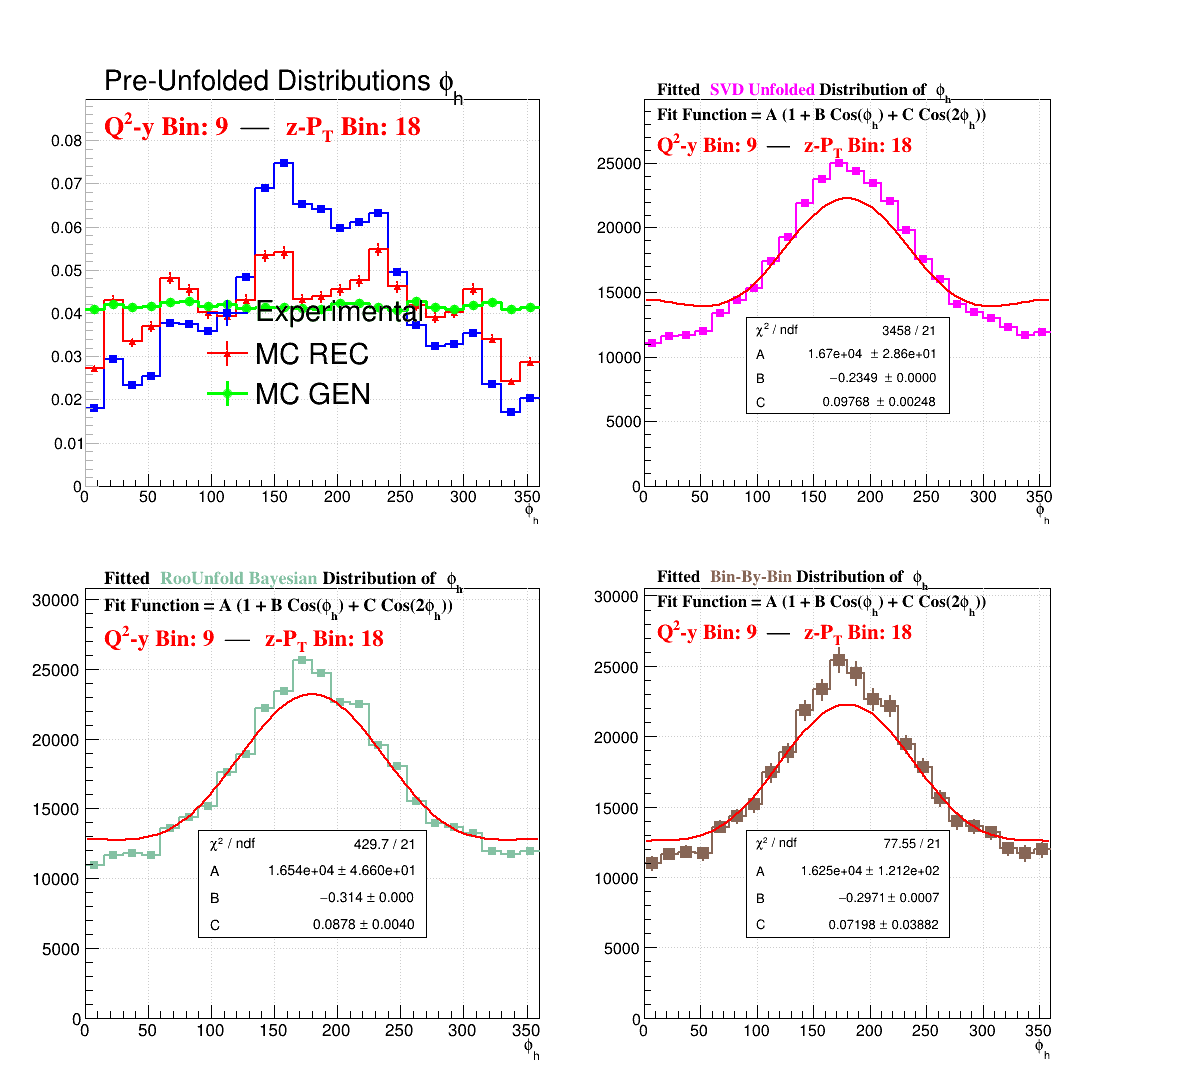 Pre-Unfolded Distributions ϕh
Q2-y Bin: 9 — z-PT Bin: 18
0.08
0.07
0.06
0.05
0.04
0.03
0.02
0.01
0
Experimental
MC REC
MC GEN
0 50 100 150 200 250 300 350
ϕh
Fitted SVD Unfolded Distribution of ϕh
Fit Function = A (1 + B Cos(ϕh) + C Cos(2ϕh))
Q2-y Bin: 9 — z-PT Bin: 18
25000
20000
15000
10000
5000
0
χ2 / ndf 3458 / 21
A 1.67e+04 ± 2.86e+01
B −0.2349 ± 0.0000
C 0.09768 ± 0.00248
0 50 100 150 200 250 300 350
ϕh
Fitted RooUnfold Bayesian Distribution of ϕh
Fit Function = A (1 + B Cos(ϕh) + C Cos(2ϕh))
Q2-y Bin: 9 — z-PT Bin: 18
30000
25000
20000
15000
10000
5000
0
χ2 / ndf 429.7 / 21
A 1.654e+04 ± 4.660e+01
B −0.314 ± 0.000
C 0.0878 ± 0.0040
0 50 100 150 200 250 300 350
ϕh
Fitted Bin-By-Bin Distribution of ϕh
Fit Function = A (1 + B Cos(ϕh) + C Cos(2ϕh))
Q2-y Bin: 9 — z-PT Bin: 18
30000
25000
20000
15000
10000
5000
0
χ2 / ndf 77.55 / 21
A 1.625e+04 ± 1.212e+02
B −0.2971 ± 0.0007
C 0.07198 ± 0.03882
0 50 100 150 200 250 300 350
ϕh